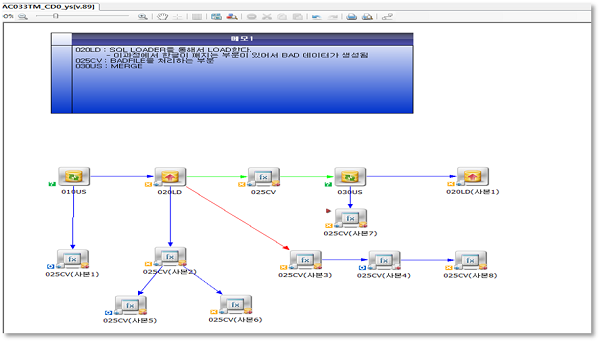 AC033TM_CD0_ys[v.89]
메모1
020LD : SQL LOADER를 통해서 LOAD한다.
- 이과정에서 한글이 깨지는 부분이 있어서 BAD 데이터가 생성됨
025CV : BADFILE을 처리하는 부분
030US : MERGE
010US
020LD
025CV
030US
020LD(사본1)
025CV(사본7)
025CV(사본1)
025CV(사본2)
025CV(사본3)
025CV(사본4)
025CV(사본8)
025CV(사본5)
025CV(사본6)